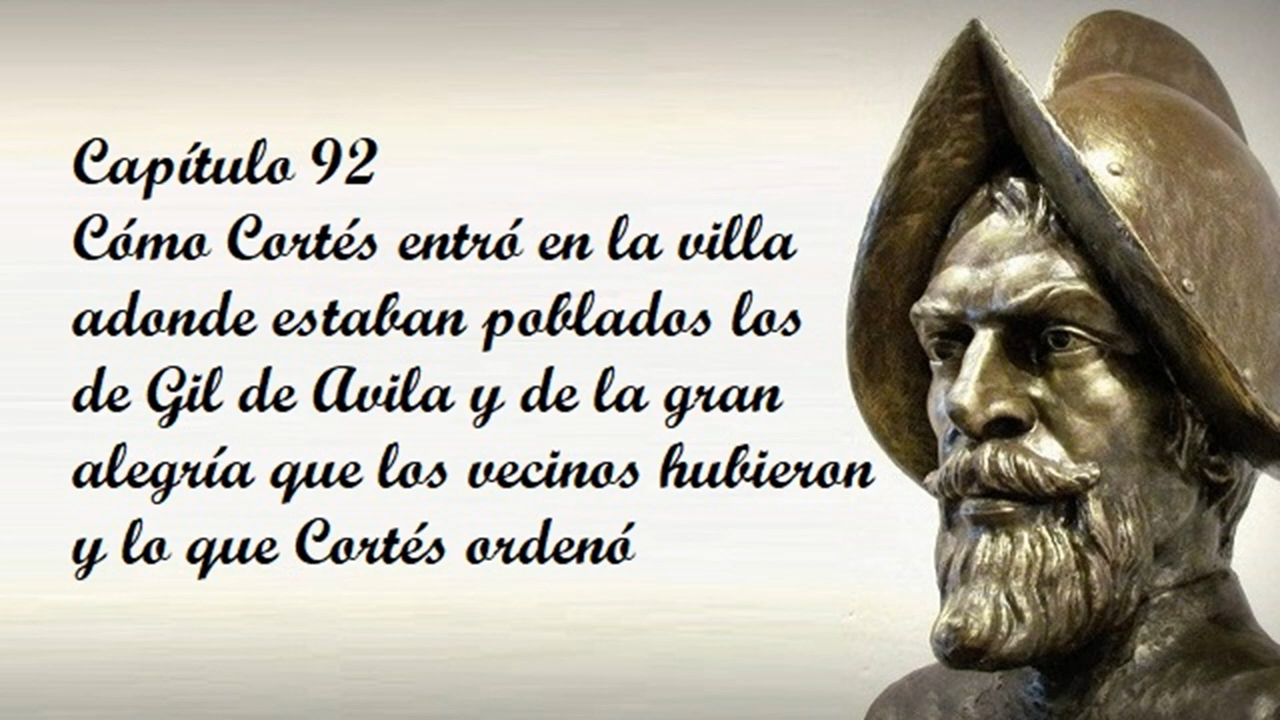 Capítulo 92
Cómo Cortés entró en la villa
adonde estaban poblados los
de Gil de Avila y de la gran
alegría que los vecinos hubieron
y lo que Cortés ordenó